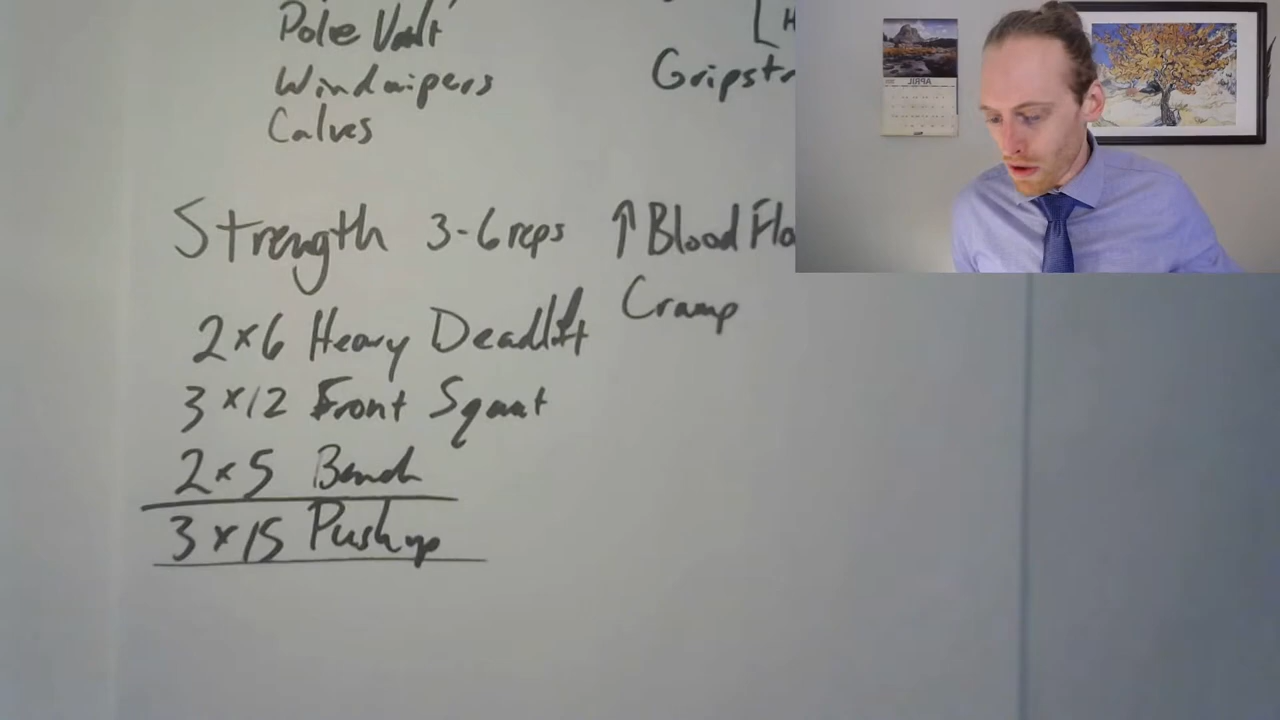 Pole Vault
Windwipers
Calves
Gripstr
Strength 3-6 reps ↑ Blood Flo
Cramp
2×6 Heavy Deadlift
3×12 Front Squat
2×5 Bench
3×15 Pushup
APRIL